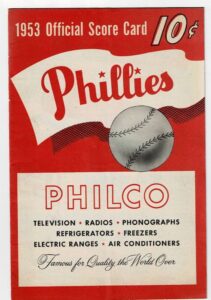 1953 Official Score Card 10¢
Phillies
PHILCO
TELEVISION • RADIOS • PHONOGRAPHS
REFRIGERATORS • FREEZERS
ELECTRIC RANGES • AIR CONDITIONERS
Famous for Quality the World Over